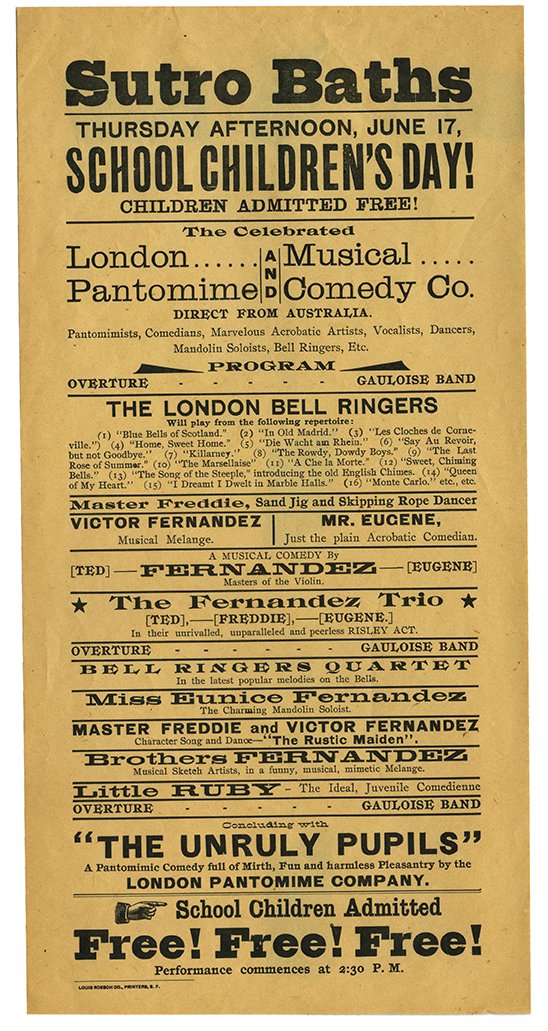 Sutro Baths
THURSDAY AFTERNOON, JUNE 17,
SCHOOL CHILDREN'S DAY!
CHILDREN ADMITTED FREE!
The Celebrated
London...... AND Musical .....
Pantomime Comedy Co.
DIRECT FROM AUSTRALIA.
Pantomimists, Comedians, Marvelous Acrobatic Artists, Vocalists, Dancers,
Mandolin Soloists, Bell Ringers, Etc.
PROGRAM
OVERTURE - - - - - GAULOISE BAND
THE LONDON BELL RINGERS
Will play from the following repertoire:
(1) "Blue Bells of Scotland." (2) "In Old Madrid." (3) "Les Cloches de Corne-
ville.") (4) "Home, Sweet Home." (5) "Die Wacht am Rhein." (6) "Say Au Revoir,
but not Goodbye." (7) "Killarney." (8) "The Rowdy, Dowdy Boys." (9) "The Last
Rose of Summer." (10) "The Marsellaise" (11) "A Che la Morte." (12) "Sweet, Chiming
Bells." (13) "The Song of the Steeple," introducing the old English Chimes. (14) "Queen
of My Heart." (15) "I Dreamt I Dwelt in Marble Halls." (16) "Monte Carlo." etc., etc.
Master Freddie, Sand Jig and Skipping Rope Dancer
VICTOR FERNANDEZ
Musical Melange.
MR. EUGENE,
Just the plain Acrobatic Comedian.
A MUSICAL COMEDY By
[TED]—FERNANDEZ—[EUGENE]
Masters of the Violin.
★ The Fernandez Trio ★
[TED],—[FREDDIE],—[EUGENE.]
In their unrivalled, unparalleled and peerless RISLEY ACT.
OVERTURE - - - - - - GAULOISE BAND
BELL RINGERS QUARTET
In the latest popular melodies on the Bells.
Miss Eunice Fernandez
The Charming Mandolin Soloist.
MASTER FREDDIE and VICTOR FERNANDEZ
Character Song and Dance—"The Rustic Maiden".
Brothers FERNANDEZ
Musical Sketch Artists, in a funny, musical, mimetic Melange.
Little RUBY - The Ideal, Juvenile Comedienne
OVERTURE - - - - - GAULOISE BAND
Concluding with
"THE UNRULY PUPILS"
A Pantomimic Comedy full of Mirth, Fun and harmless Pleasantry by the
LONDON PANTOMIME COMPANY.
School Children Admitted
Free! Free! Free!
Performance commences at 2:30 P. M.
LOUIS ROESCH CO., PRINTERS, S. F.